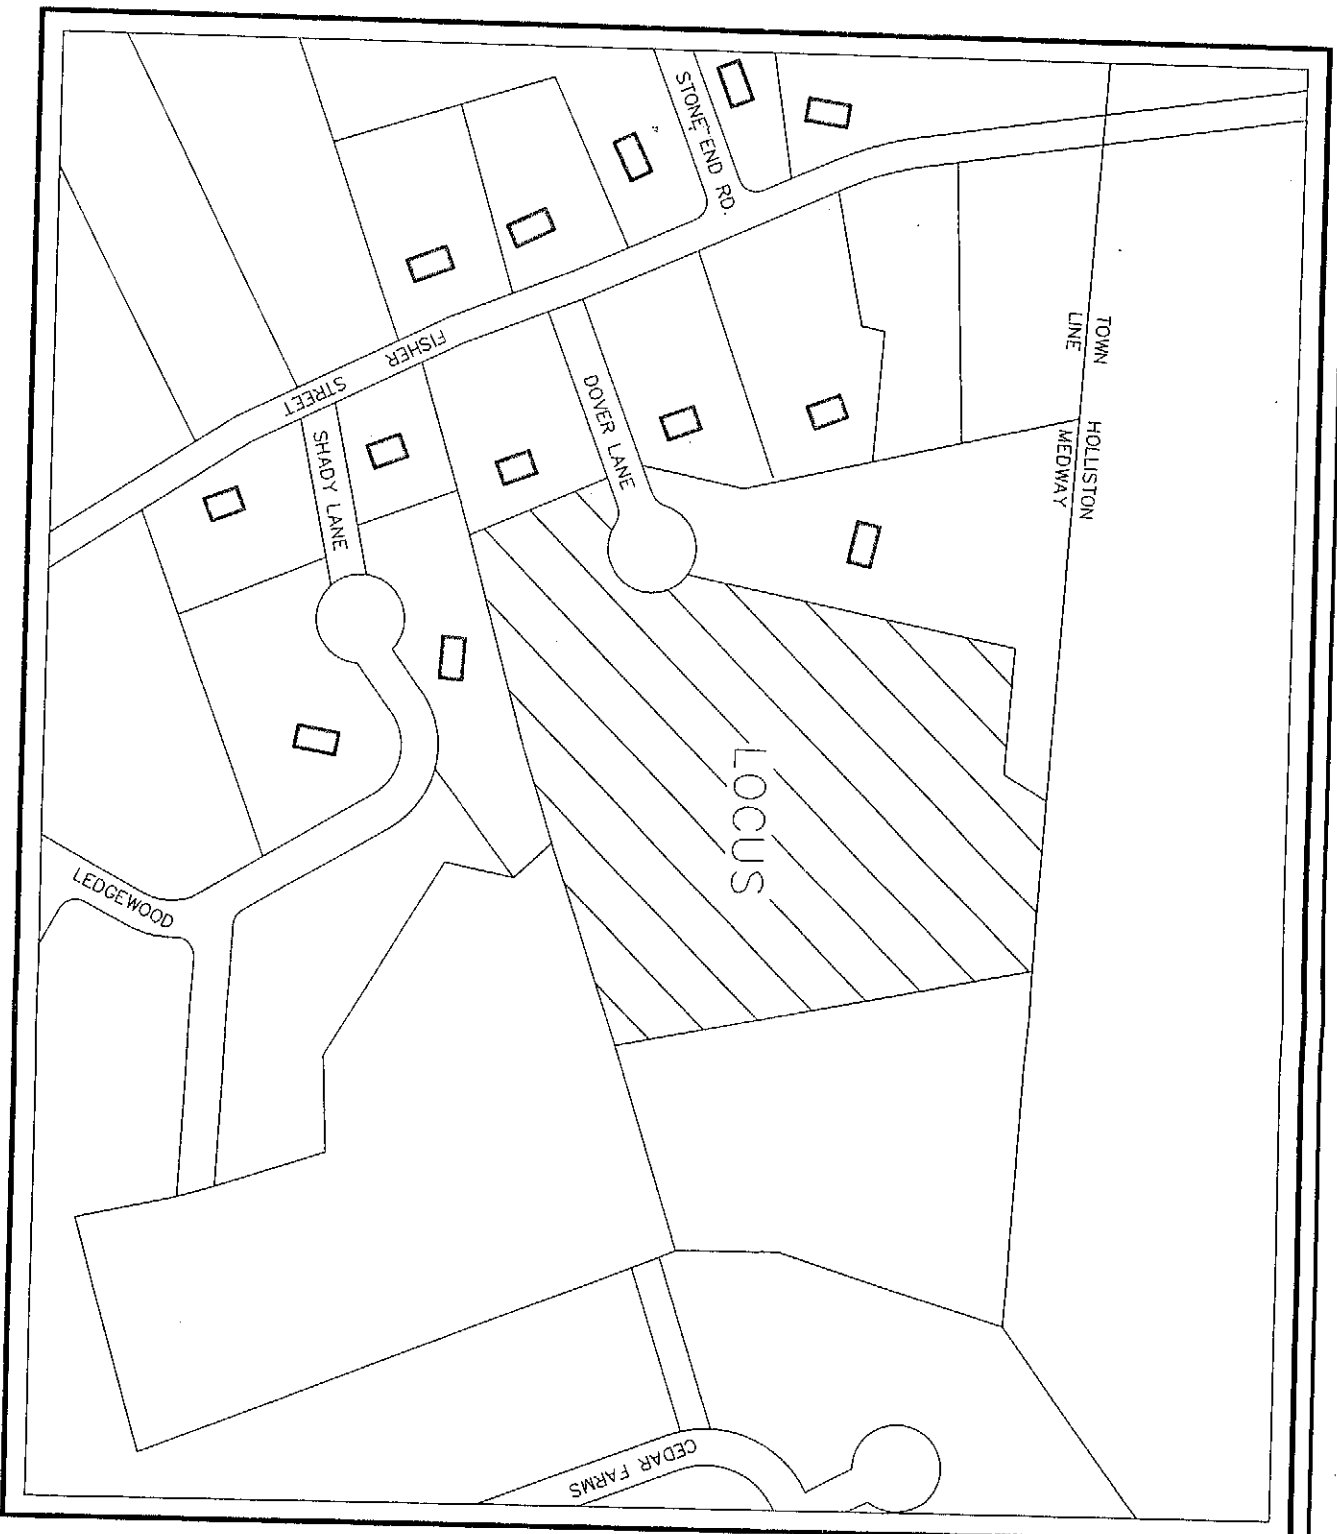 STONE END RD.
TOWN
LINE
HOLLISTON
MEDWAY
FISHER
STREET
DOVER LANE
SHADY LANE
LOCUS
LEDGEWOOD
CEDAR FARMS